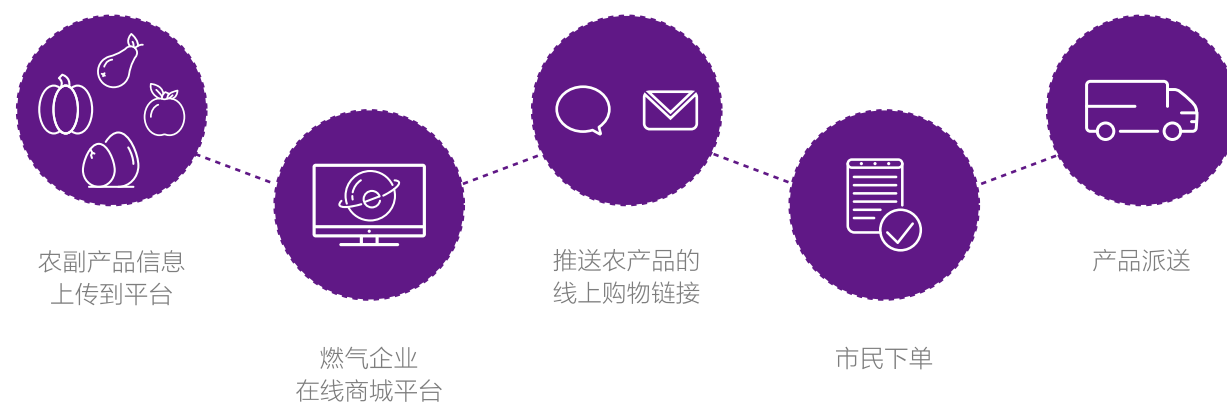 农副产品信息
上传到平台
燃气企业
在线商城平台
推送农产品的
线上购物链接
市民下单
产品派送